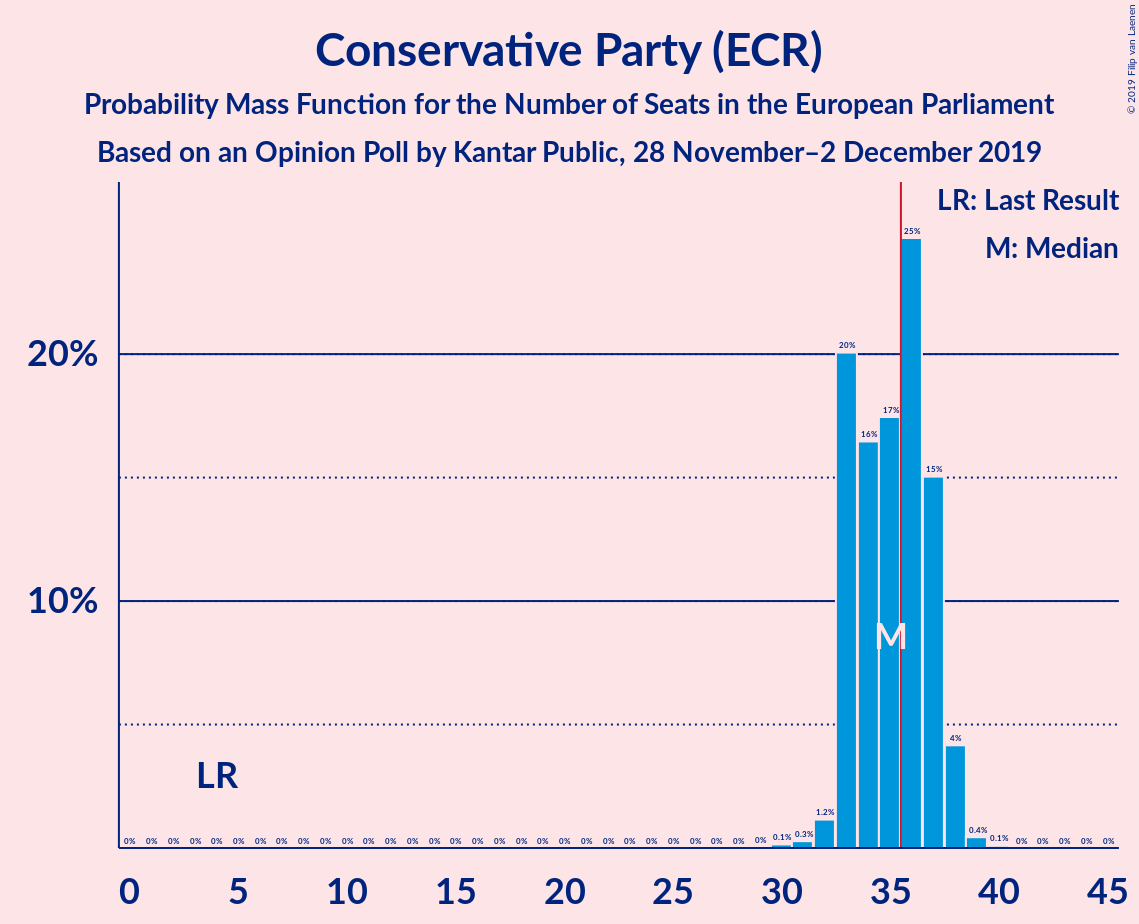 Conservative Party (ECR)
Probability Mass Function for the Number of Seats in the European Parliament
Based on an Opinion Poll by Kantar Public, 28 November–2 December 2019
© 2019 Filip van Laenen
LR: Last Result
M: Median
25%
20%
20%
17%
16%
15%
10%
M
4%
LR
0% 0% 0% 0% 0% 0% 0% 0% 0% 0% 0% 0% 0% 0% 0% 0% 0% 0% 0% 0% 0% 0% 0% 0% 0% 0% 0% 0% 0% 0% 0.1% 0.3% 1.2% 0.4% 0.1% 0% 0% 0% 0% 0%
0 5 10 15 20 25 30 35 40 45